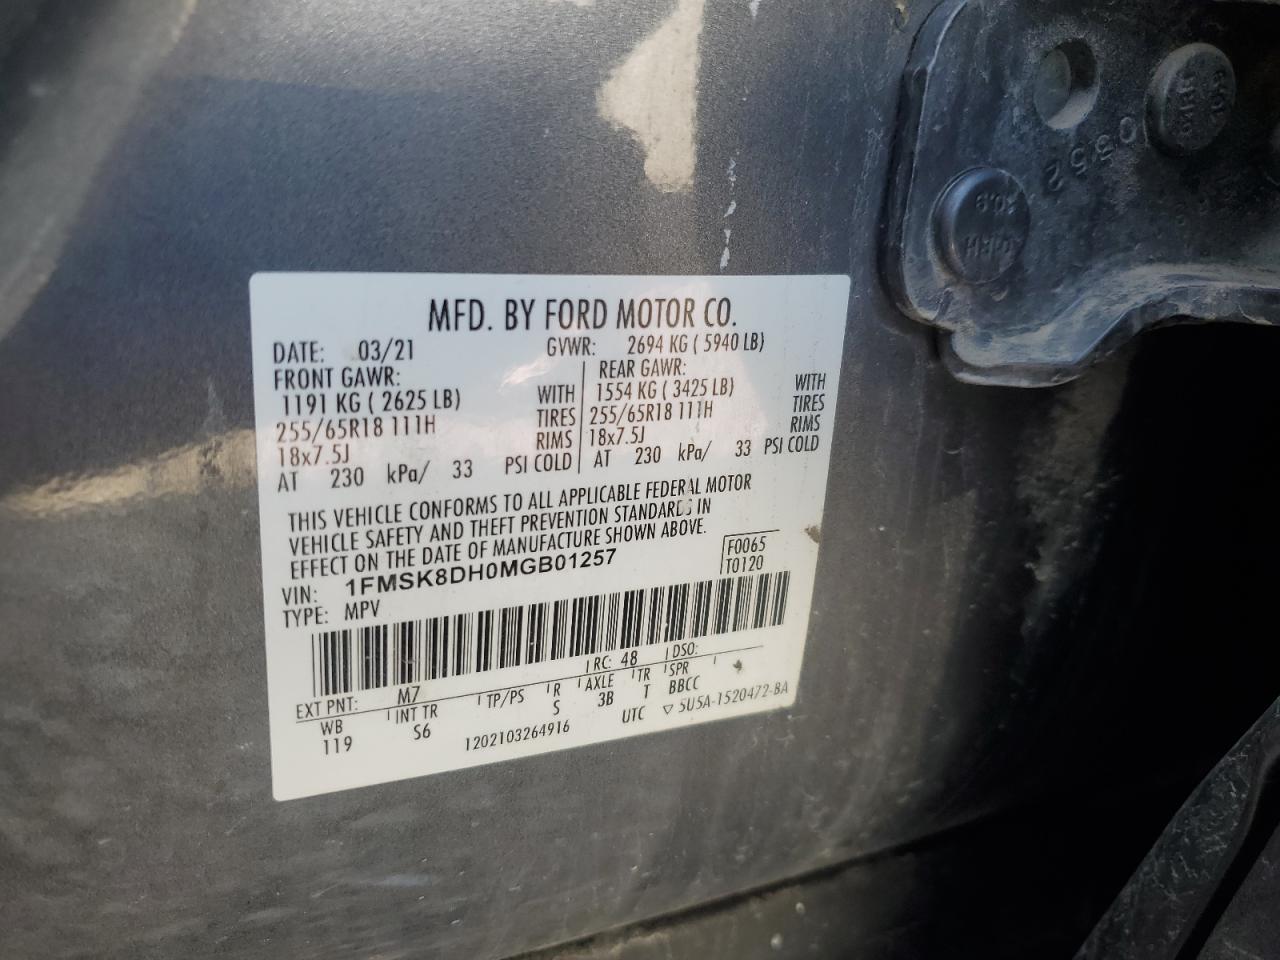 MFD. BY FORD MOTOR CO.
DATE: 03/21 GVWR: 2694 KG ( 5940 LB)
FRONT GAWR: REAR GAWR:
1191 KG ( 2625 LB) WITH 1554 KG ( 3425 LB) WITH
255/65R18 111H TIRES 255/65R18 111H TIRES
18x7.5J RIMS 18x7.5J RIMS
AT 230 kPa/ 33 PSI COLD AT 230 kPa/ 33 PSI COLD
THIS VEHICLE CONFORMS TO ALL APPLICABLE FEDERAL MOTOR
VEHICLE SAFETY AND THEFT PREVENTION STANDARDS IN
EFFECT ON THE DATE OF MANUFACTURE SHOWN ABOVE.
VIN: 1FMSK8DH0MGB01257 F0065
TYPE: MPV T0120
EXT PNT: M7 RC: 48 DSO:
WB INT TR TP/PS R AXLE TR SPR
119 S6 S 3B T BBCC
1202103264916 UTC ▽ 5U5A-1520472-BA
0352
10.9